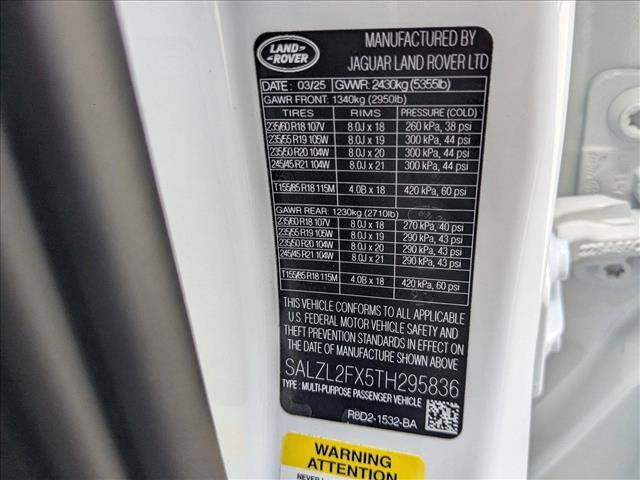 LAND-
-ROVER
MANUFACTURED BY
JAGUAR LAND ROVER LTD
DATE : 03/25 GVWR: 2430kg (5355lb)
GAWR FRONT: 1340kg (2950lb)
TIRES RIMS PRESSURE (COLD)
235/60 R18 107V 8.0J x 18 260 kPa, 38 psi
235/55 R19 105W 8.0J x 19 300 kPa, 44 psi
235/50 R20 104W 8.0J x 20 300 kPa, 44 psi
245/45 R21 104W 8.0J x 21 300 kPa, 44 psi
T155/85 R18 115M 4.0B x 18 420 kPa, 60 psi
GAWR REAR: 1230kg (2710lb)
235/60 R18 107V 8.0J x 18 270 kPa, 40 psi
235/55 R19 105W 8.0J x 19 290 kPa, 43 psi
235/50 R20 104W 8.0J x 20 290 kPa, 43 psi
245/45 R21 104W 8.0J x 21 290 kPa, 43 psi
T155/85 R18 115M 4.0B x 18 420 kPa, 60 psi
THIS VEHICLE CONFORMS TO ALL APPLICABLE
U.S. FEDERAL MOTOR VEHICLE SAFETY AND
THEFT PREVENTION STANDARDS IN EFFECT ON
THE DATE OF MANUFACTURE SHOWN ABOVE
SALZL2FX5TH295836
TYPE : MULTI-PURPOSE PASSENGER VEHICLE
R8D2-1532-BA
WARNING
ATTENTION